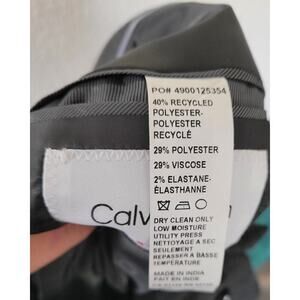 PO# 4900125354
40% RECYCLED
POLYESTER-
POLYESTER
RECYCLÉ
29% POLYESTER
29% VISCOSE
2% ELASTANE-
ÉLASTHANNE
DRY CLEAN ONLY
LOW MOISTURE
UTILITY PRESS
NETTOYAGE A SEC
SEULEMENT
REPASSER A BASSE
TEMPERATURE
MADE IN INDIA
FAIT EN INDE
Calv